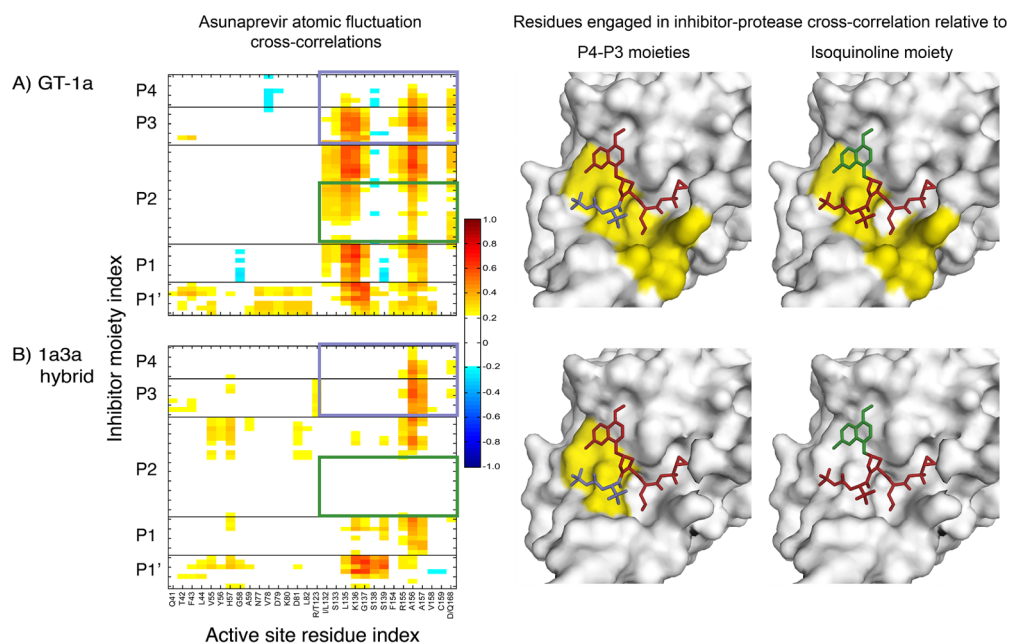 Asunaprevir atomic fluctuation
cross-correlations
Residues engaged in inhibitor-protease cross-correlation relative to
P4-P3 moieties
Isoquinoline moiety
A) GT-1a
P4
P3
P2
P1
P1'
1.0
0.8
0.6
0.4
0.2
0.0
-0.2
-0.4
-0.6
-0.8
-1.0
Inhibitor moiety index
B) 1a3a
hybrid
P4
P3
P2
P1
P1'
Q41
T42
F43
L44
V55
Y56
H57
G58
A59
N77
V78
D79
K80
D81
L82
R/T123
I/L132
S133
L135
K136
G137
S138
S139
F154
R155
A156
A157
V158
C159
D/Q168
Active site residue index